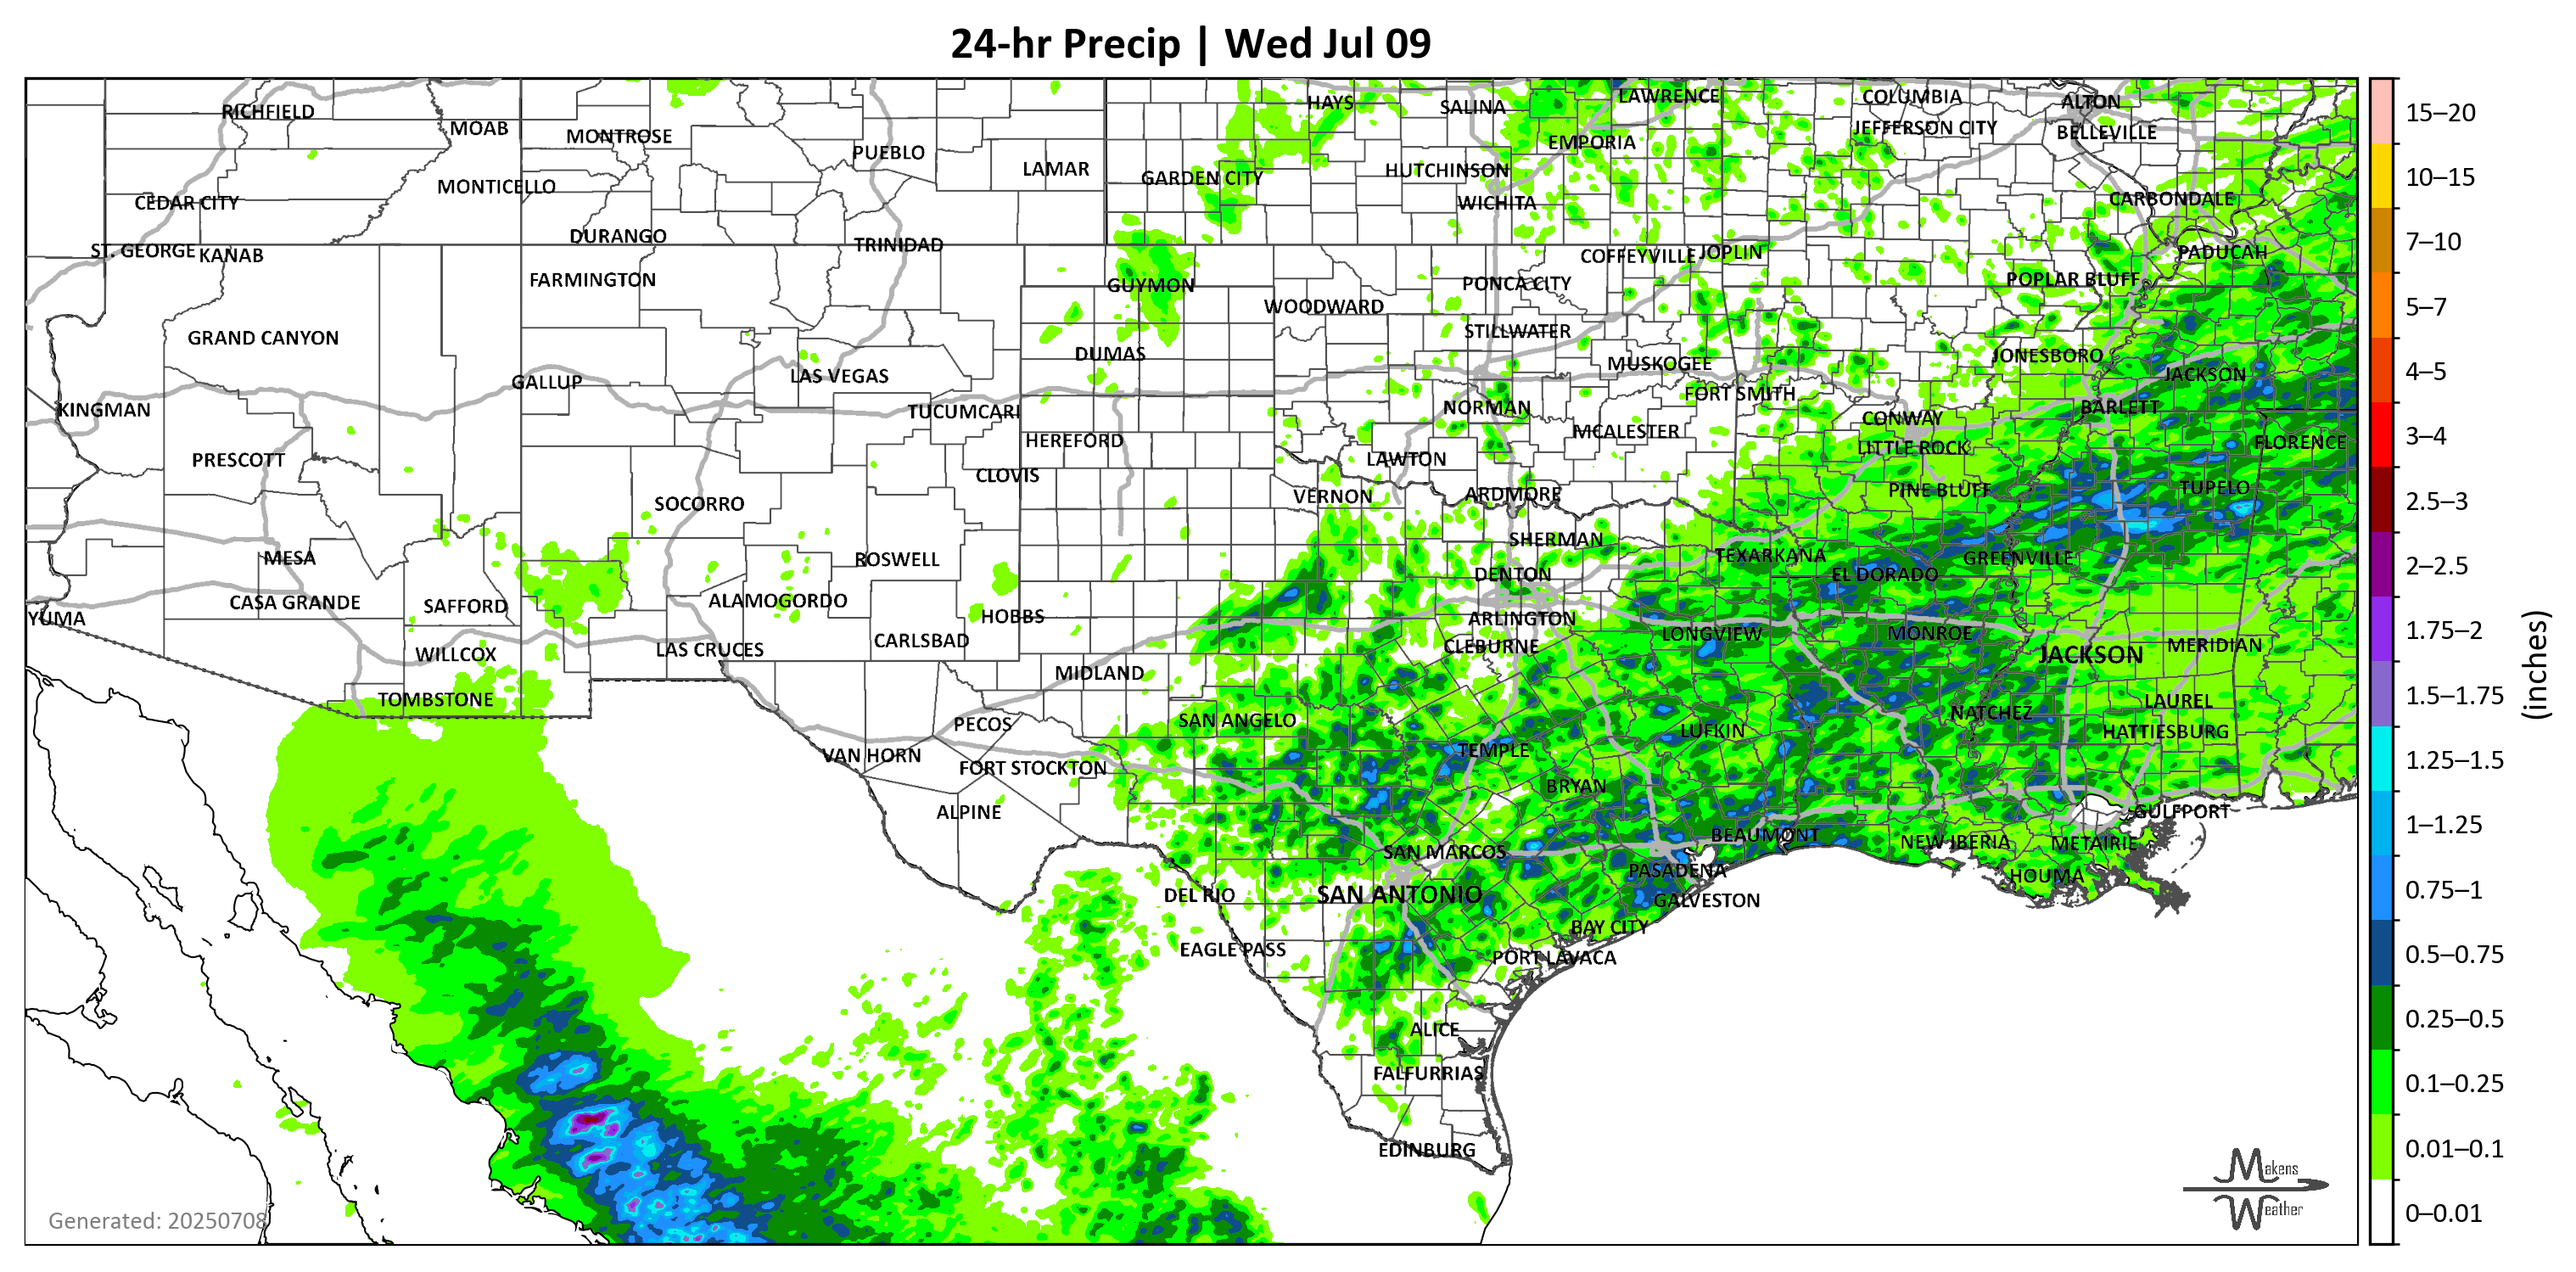 24-hr Precip | Wed Jul 09
RICHFIELD
MOAB
MONTROSE
PUEBLO
LAMAR
HAYS
SALINA
LAWRENCE
COLUMBIA
ALTON
EMPORIA
JEFFERSON CITY
BELLEVILLE
CEDAR CITY
MONTICELLO
GARDEN CITY
HUTCHINSON
WICHITA
CARBONDALE
ST. GEORGE
KANAB
DURANGO
TRINIDAD
COFFEYVILLE
JOPLIN
PADUCAH
FARMINGTON
GUYMON
PONCA CITY
POPLAR BLUFF
WOODWARD
GRAND CANYON
STILLWATER
DUMAS
MUSKOGEE
JONESBORO
GALLUP
LAS VEGAS
FORT SMITH
JACKSON
KINGMAN
TUCUMCARI
NORMAN
CONWAY
BARLETT
HEREFORD
MCALESTER
LITTLE ROCK
FLORENCE
PRESCOTT
CLOVIS
LAWTON
PINE BLUFF
TUPELO
SOCORRO
VERNON
ARDMORE
MESA
ROSWELL
SHERMAN
TEXARKANA
GREENVILLE
DENTON
EL DORADO
CASA GRANDE
SAFFORD
ALAMOGORDO
HOBBS
YUMA
ARLINGTON
LONGVIEW
MONROE
WILLCOX
LAS CRUCES
CARLSBAD
CLEBURNE
JACKSON
MERIDIAN
TOMBSTONE
MIDLAND
LAUREL
PECOS
SAN ANGELO
NATCHEZ
VAN HORN
FORT STOCKTON
TEMPLE
LUFKIN
HATTIESBURG
ALPINE
BRYAN
GULFPORT
SAN MARCOS
BEAUMONT
NEW IBERIA
METAIRIE
DEL RIO
SAN ANTONIO
PASADENA
GALVESTON
HOUMA
EAGLE PASS
BAY CITY
PORT LAVACA
ALICE
FALFURRIAS
EDINBURG
Generated: 20250708
Makens
Weather
15–20
10–15
7–10
5–7
4–5
3–4
2.5–3
2–2.5
1.75–2
1.5–1.75
1.25–1.5
1–1.25
0.75–1
0.5–0.75
0.25–0.5
0.1–0.25
0.01–0.1
0–0.01
(inches)